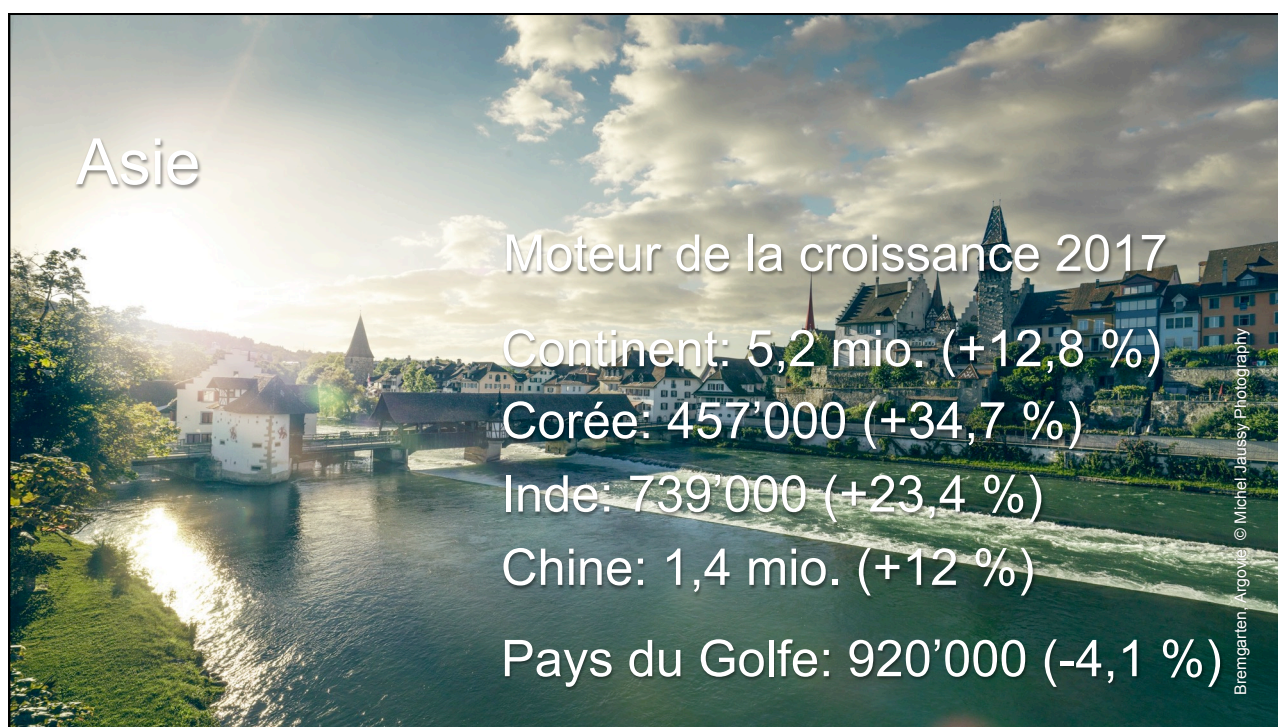 Asie
Moteur de la croissance 2017
Continent: 5,2 mio. (+12,8 %)
Corée: 457’000 (+34,7 %)
Inde: 739’000 (+23,4 %)
Chine: 1,4 mio. (+12 %)
Pays du Golfe: 920’000 (-4,1 %)
Bremgarten, Argovie, © Michel Jaussy Photography